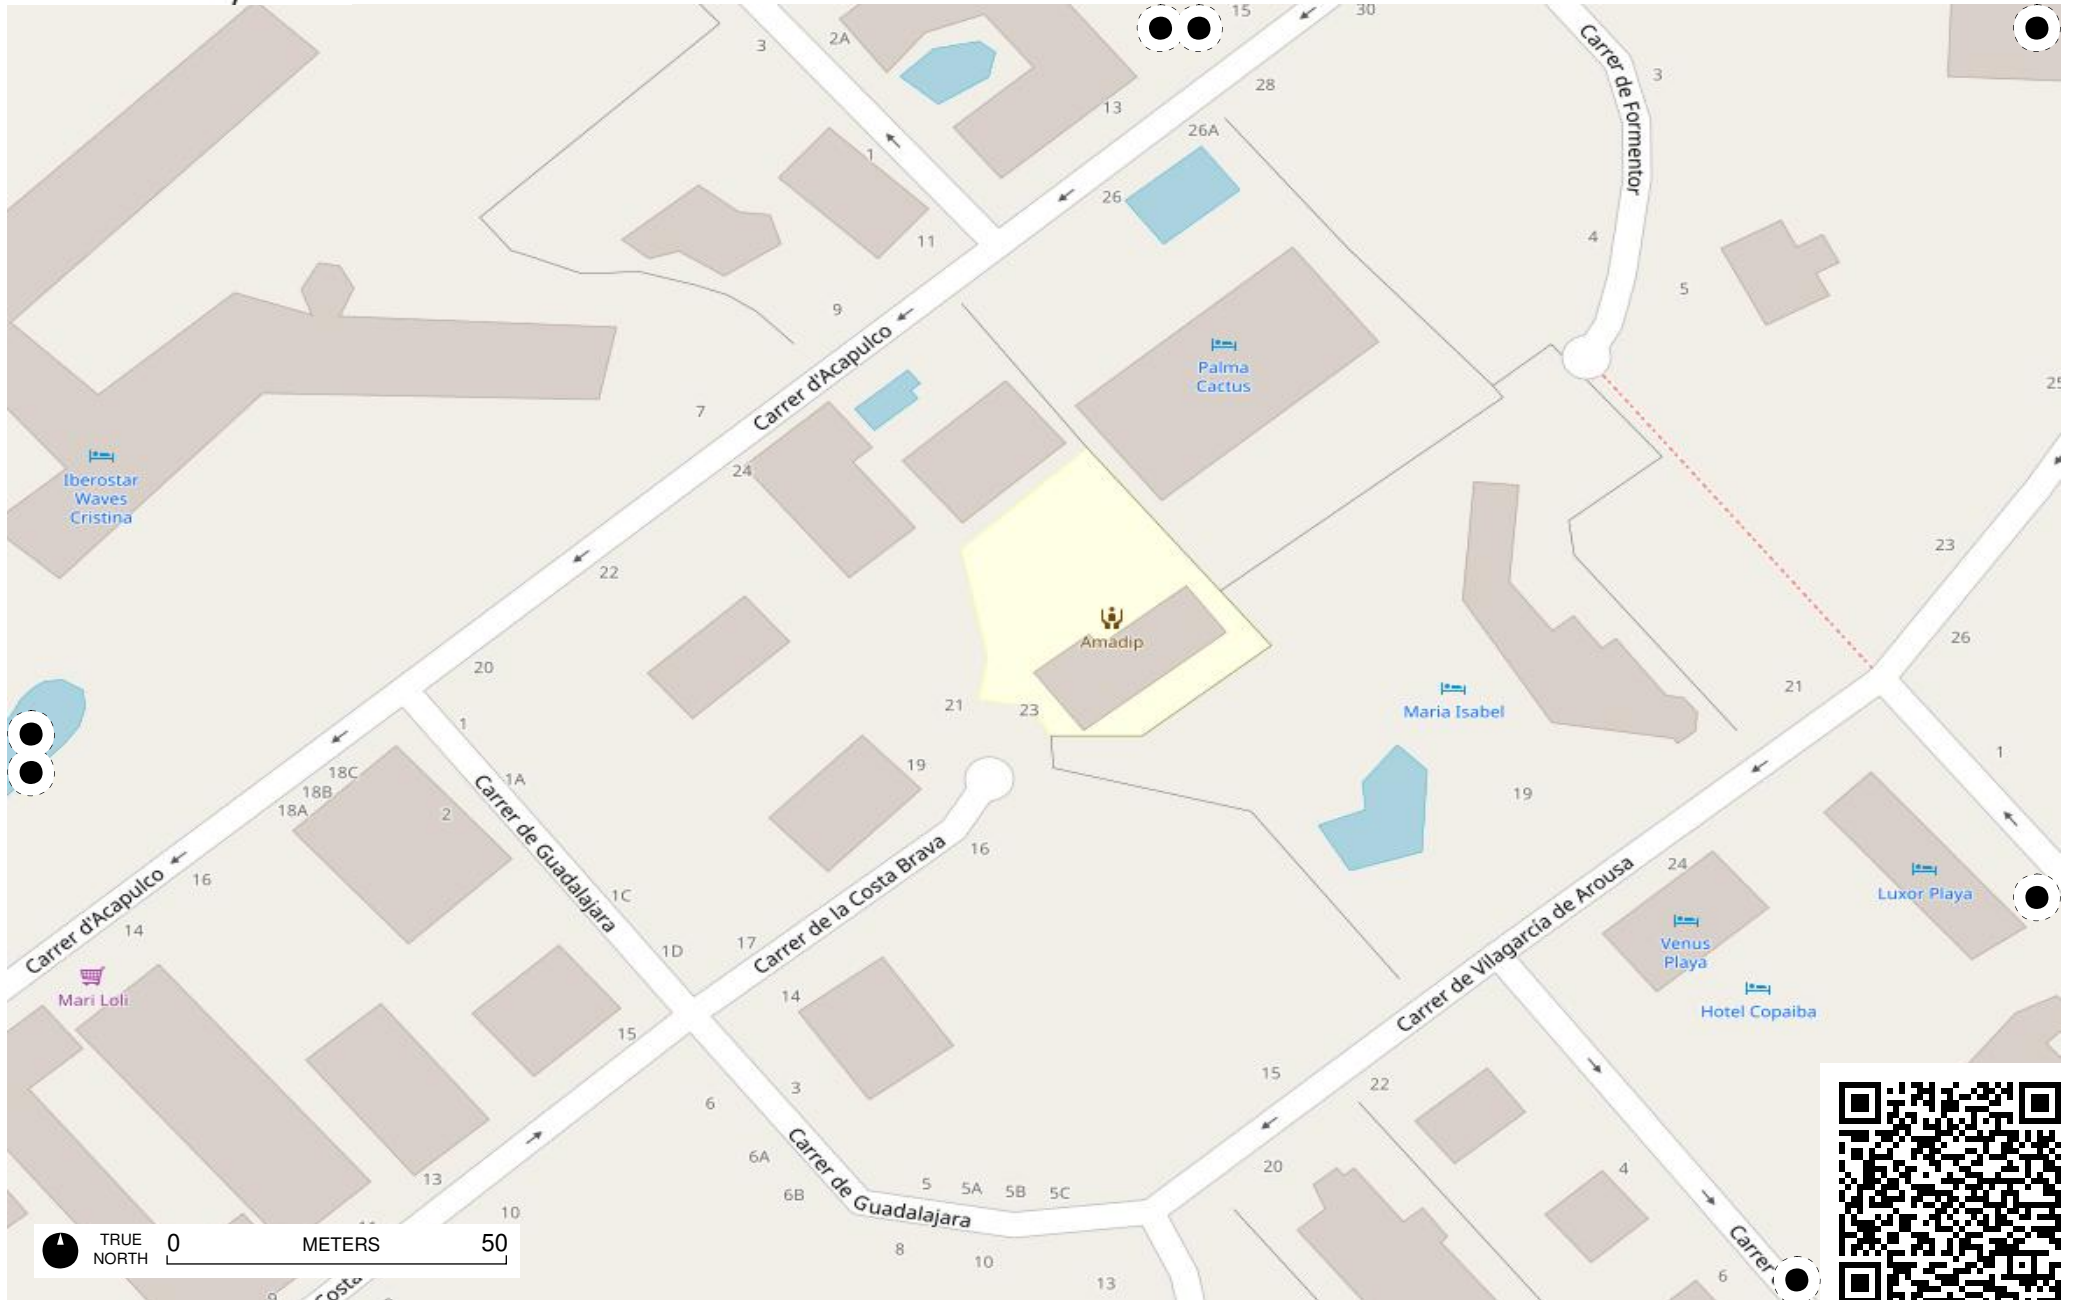 15
30
3
2A
Carrer de Formentor
3
28
13
26A
1
26
4
11
5
9
Palma
Cactus
Carrer d'Acapulco
7
24
Iberostar
Waves
Cristina
23
22
26
Amadip
20
21
21
23
Maria Isabel
1
1
18C
1A
19
18B
19
18A
2
Carrer de Guadalajara
16
24
16
1C
Carrer de la Costa Brava
Luxor Playa
Carrer d'Acapulco
14
Carrer de Vilagarcía de Arousa
17
1D
Venus
Playa
Mari Loli
14
Hotel Copaiba
15
15
22
3
6
6A
20
4
13
5
5A
5B
5C
6B
10
Carrer de Guadalajara
8
10
13
Carrer
6
TRUE
NORTH
0
METERS
50